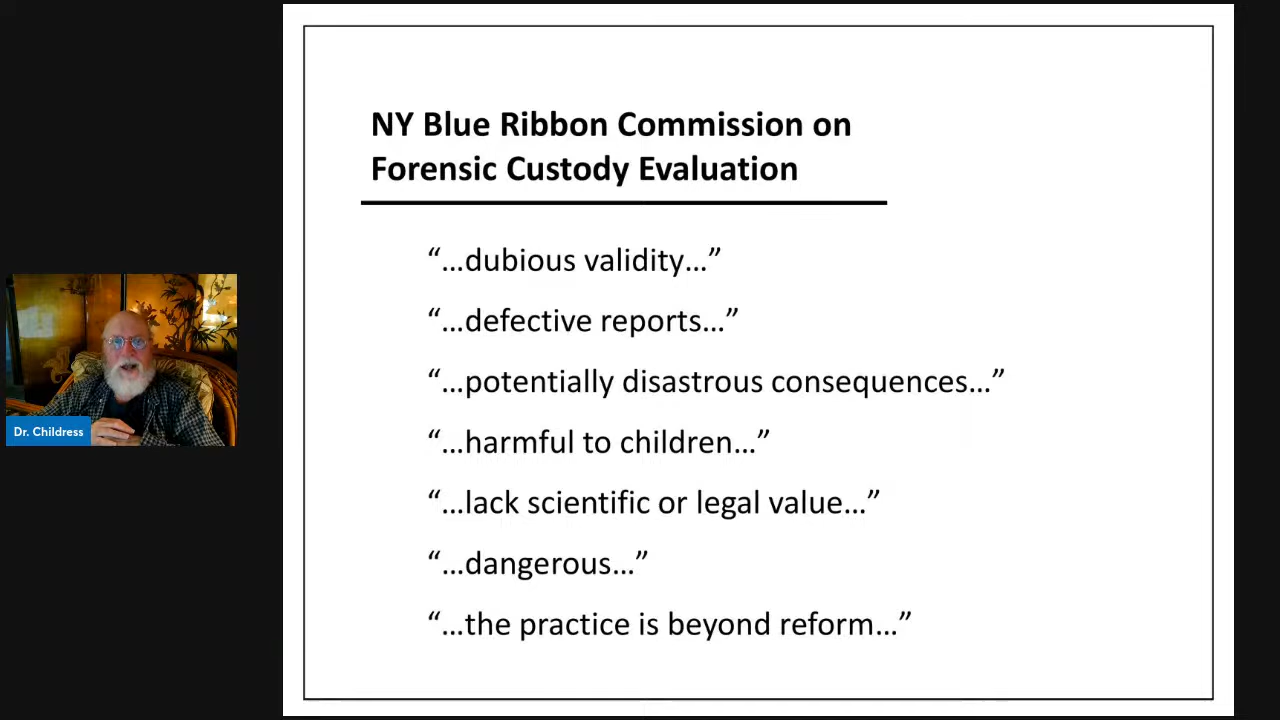 NY Blue Ribbon Commission on
Forensic Custody Evaluation
“…dubious validity…”
“…defective reports…”
“…potentially disastrous consequences…”
“…harmful to children…”
“…lack scientific or legal value…”
“…dangerous…”
“…the practice is beyond reform…”
Dr. Childress